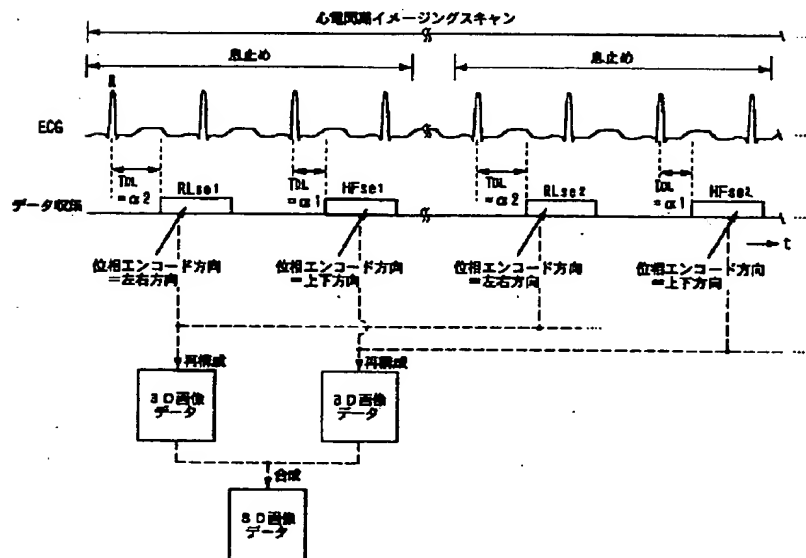 心電同期イメージングスキャン
息止め
息止め
R
ECG
TDL
=α2
RLse1
TDL
=α1
HFse1
TDL
=α2
RLse2
TDL
=α1
HFse2
データ収集
t
位相エンコード方向
=左右方向
位相エンコード方向
=上下方向
位相エンコード方向
=左右方向
位相エンコード方向
=上下方向
再構成
再構成
3D画像
データ
3D画像
データ
合成
3D画像
データ